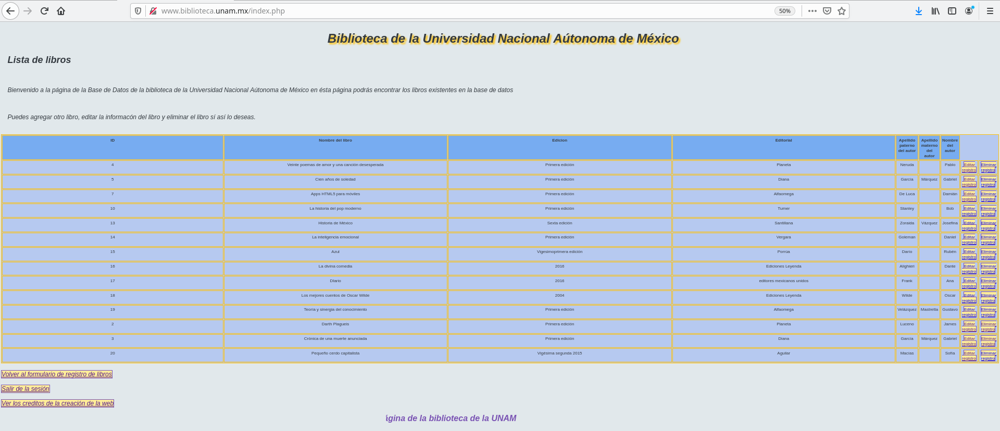 www.biblioteca.unam.mx/index.php
50%
Biblioteca de la Universidad Nacional Aútonoma de México
Lista de libros
Bienvenido a la página de la Base de Datos de la biblioteca de la Universidad Nacional Aútonoma de México en ésta página podrás encontrar los libros existentes en la base de datos
Puedes agregar otro libro, editar la informacón del libro y eliminar el libro sí así lo deseas.
ID Nombre del libro Edicion Editorial Apellido paterno del autor Apellido materno del autor Nombre del autor
4 Veinte poemas de amor y una canción desesperada Primera edición Planeta Neruda Pablo Editar registro Eliminar registro
5 Cien años de soledad Primera edición Diana García Márquez Gabriel Editar registro Eliminar registro
7 Apps HTML5 para móviles Primera edición Alfaomega De Luca Damián Editar registro Eliminar registro
10 La historia del pop moderno Primera edición Turner Stanley Bob Editar registro Eliminar registro
13 Historia de México Sexta edición Santillana Zoraida Vázquez Josefina Editar registro Eliminar registro
14 La inteligencia emocional Primera edición Vergara Goleman Daniel Editar registro Eliminar registro
15 Azul Vigesimoprimera edición Porrúa Darío Rubén Editar registro Eliminar registro
16 La divina comedia 2016 Ediciones Leyenda Alighieri Dante Editar registro Eliminar registro
17 Diario 2016 editores mexicanos unidos Frank Ana Editar registro Eliminar registro
18 Los mejores cuentos de Oscar Wilde 2004 Ediciones Leyenda Wilde Oscar Editar registro Eliminar registro
19 Teoría y sinergia del conocimiento Primera edición Alfaomega Velázquez Mastretta Gustavo Editar registro Eliminar registro
2 Darth Plagueis Primera edición Planeta Luceno James Editar registro Eliminar registro
3 Crónica de una muerte anunciada Primera edición Diana García Márquez Gabriel Editar registro Eliminar registro
20 Pequeño cerdo capitalista Vigésima segunda 2015 Aguilar Macías Sofía Editar registro Eliminar registro
Volver al formulario de registro de libros
Salir de la sesión
Ver los creditos de la creación de la web
ágina de la biblioteca de la UNAM